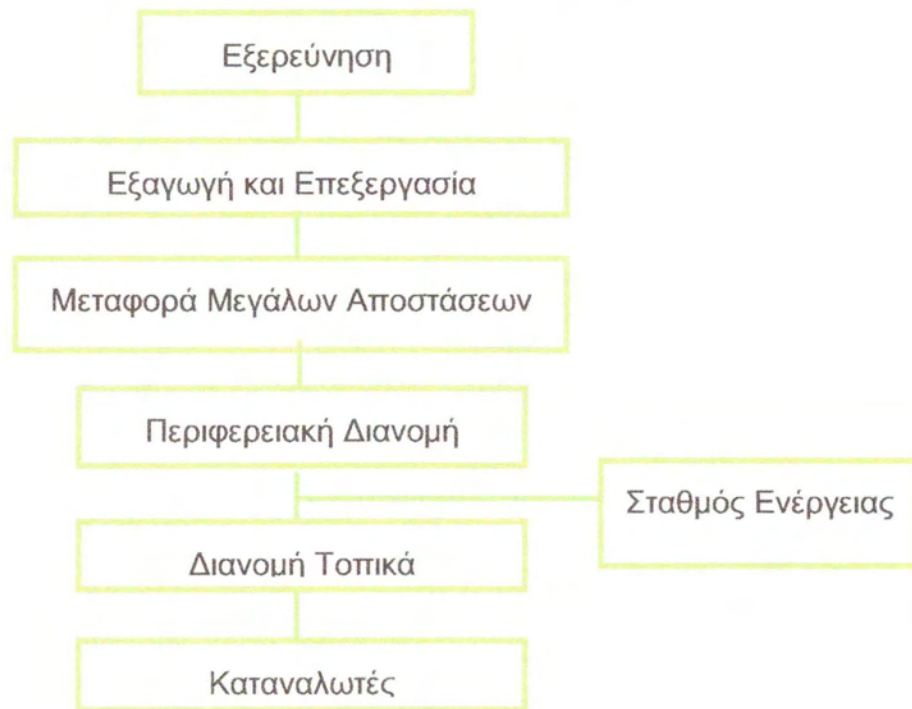 Εξερεύνηση
Εξαγωγή και Επεξεργασία
Μεταφορά Μεγάλων Αποστάσεων
Περιφερειακή Διανομή
Σταθμός Ενέργειας
Διανομή Τοπικά
Καταναλωτές